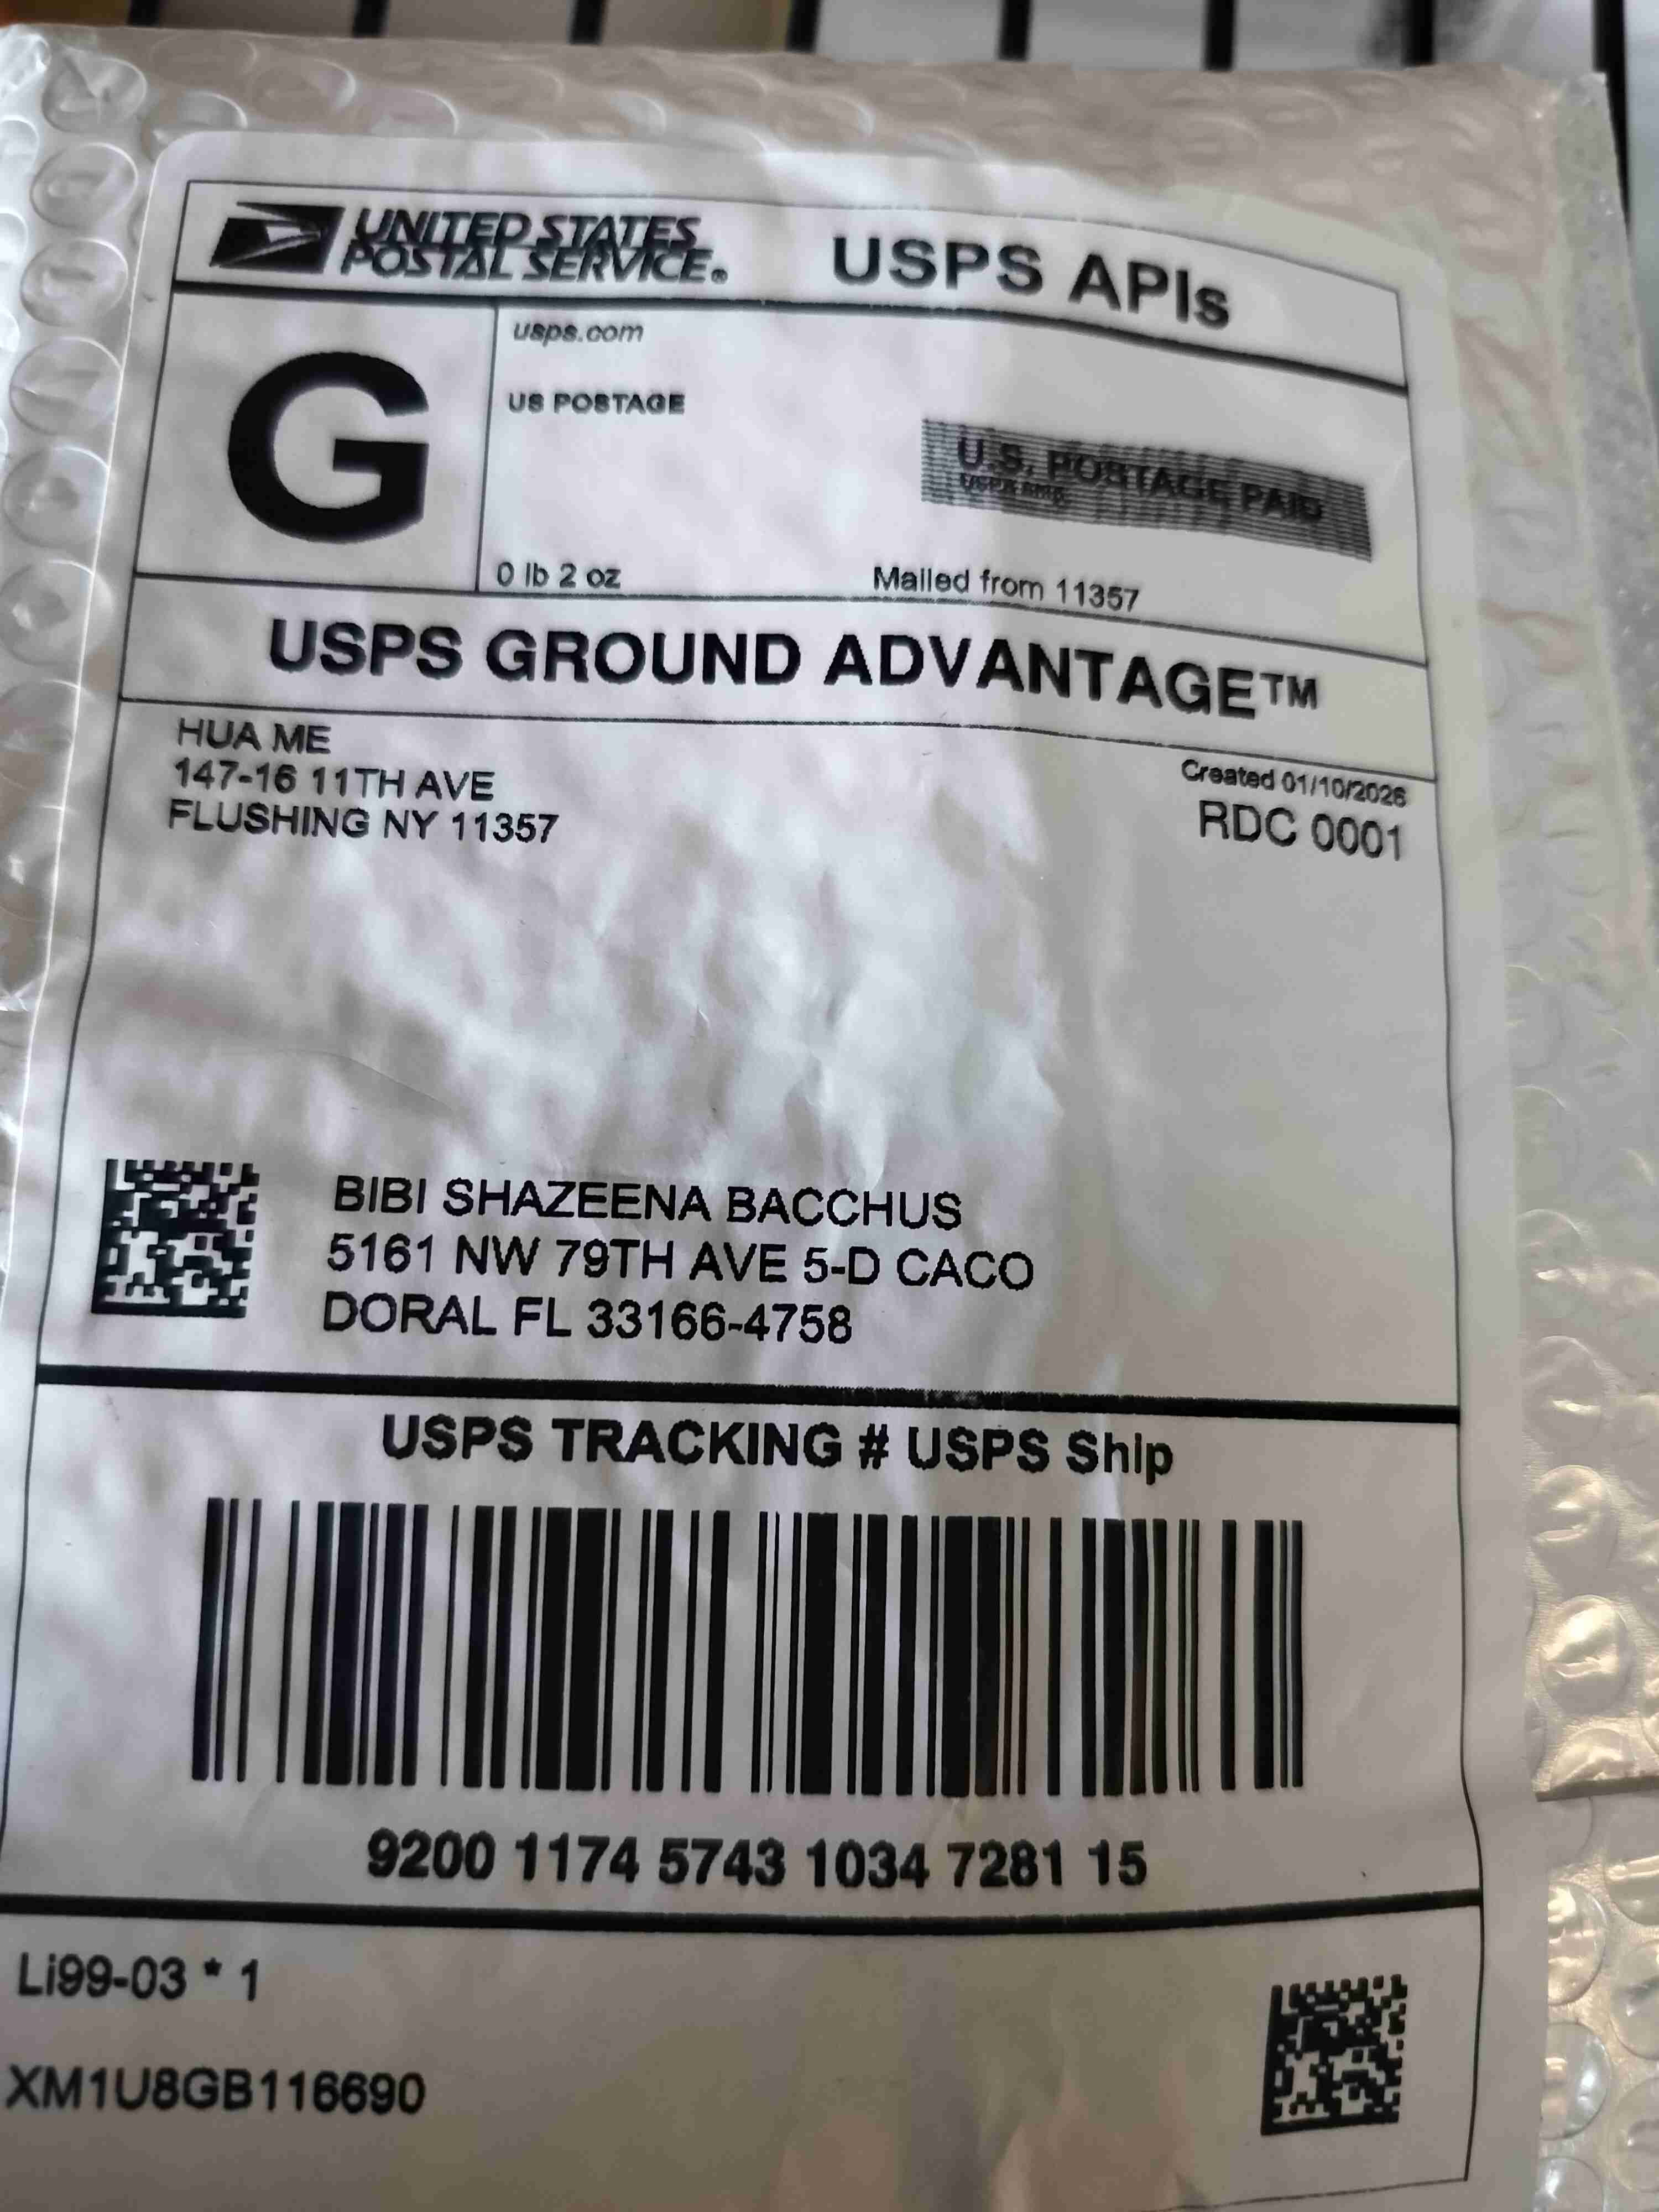 UNITED STATES
POSTAL SERVICE®
USPS APIs
G
usps.com
US POSTAGE
U.S. POSTAGE PAID
0 lb 2 oz
Mailed from 11357
USPS GROUND ADVANTAGE™
HUA ME
147-16 11TH AVE
FLUSHING NY 11357
Created 01/10/2026
RDC 0001
BIBI SHAZEENA BACCHUS
5161 NW 79TH AVE 5-D CACO
DORAL FL 33166-4758
USPS TRACKING # USPS Ship
9200 1174 5743 1034 7281 15
Li99-03 * 1
XM1U8GB116690